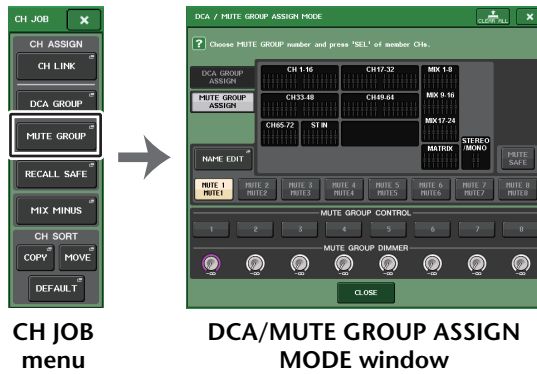 CH JOB
CH ASSIGN
CH LINK
DCA GROUP
MUTE GROUP
RECALL SAFE
MIX MINUS
CH SORT
COPY MOVE
DEFAULT
CH JOB
menu
DCA / MUTE GROUP ASSIGN MODE
CLEAR ALL
? Choose MUTE GROUP number and press 'SEL' of member CHs.
DCA GROUP
ASSIGN
MUTE GROUP
ASSIGN
NAME EDIT
CH 1-16 CH17-32 MIX 1-8
CH33-48 CH49-64 MIX 9-16
CH65-72 ST IN MIX17-24
MATRIX STEREO
/MONO
MUTE
SAFE
MUTE 1 MUTE 2 MUTE 3 MUTE 4 MUTE 5 MUTE 6 MUTE 7 MUTE 8
MUTE1 MUTE2 MUTE3 MUTE4 MUTE5 MUTE6 MUTE7 MUTE8
MUTE GROUP CONTROL
1 2 3 4 5 6 7 8
MUTE GROUP DIMMER
-∞ -∞ -∞ -∞ -∞ -∞ -∞ -∞
CLOSE
DCA/MUTE GROUP ASSIGN
MODE window